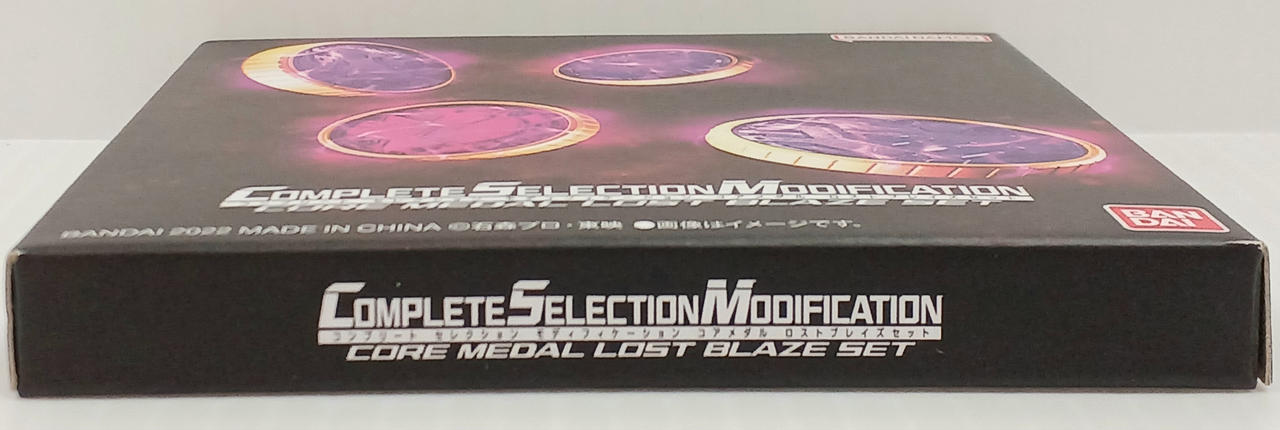 BANDAI NAMCO
COMPLETE SELECTION MODIFICATION
CORE MEDAL LOST BLAZE SET
BANDAI 2022 MADE IN CHINA ©石森プロ・東映 ●画像はイメージです。
BAN
DAI
COMPLETE SELECTION MODIFICATION
コンプリート セレクション モディフィケーション コアメダル ロストブレイズセット
CORE MEDAL LOST BLAZE SET